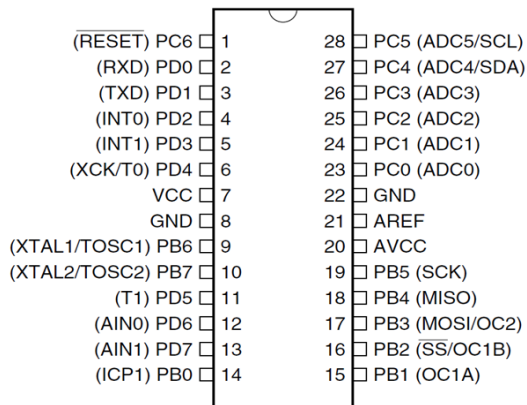 (RESET) PC6 1 28 PC5 (ADC5/SCL)
(RXD) PD0 2 27 PC4 (ADC4/SDA)
(TXD) PD1 3 26 PC3 (ADC3)
(INT0) PD2 4 25 PC2 (ADC2)
(INT1) PD3 5 24 PC1 (ADC1)
(XCK/T0) PD4 6 23 PC0 (ADC0)
VCC 7 22 GND
GND 8 21 AREF
(XTAL1/TOSC1) PB6 9 20 AVCC
(XTAL2/TOSC2) PB7 10 19 PB5 (SCK)
(T1) PD5 11 18 PB4 (MISO)
(AIN0) PD6 12 17 PB3 (MOSI/OC2)
(AIN1) PD7 13 16 PB2 (SS/OC1B)
(ICP1) PB0 14 15 PB1 (OC1A)